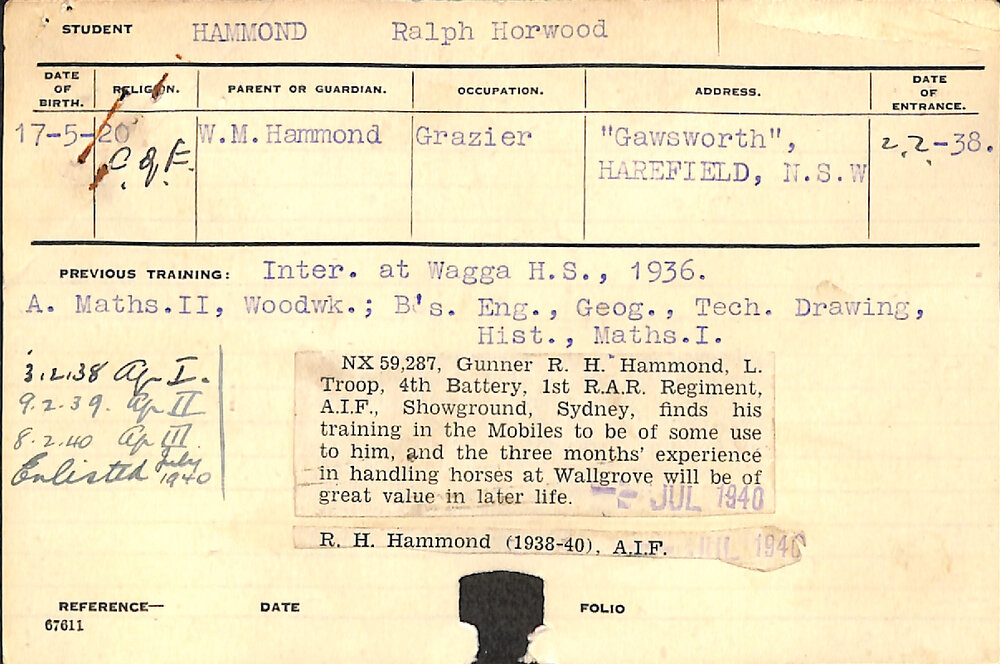 STUDENT HAMMOND Ralph Horwood
DATE OF BIRTH. RELIGION. PARENT OR GUARDIAN. OCCUPATION. ADDRESS. DATE OF ENTRANCE.
17-5-20 C of E. W.M.Hammond Grazier "Gawsworth", 2.2-38.
HAREFIELD, N.S.W
PREVIOUS TRAINING: Inter. at Wagga H.S., 1936.
A. Maths.II, Woodwk.; B's. Eng., Geog., Tech. Drawing,
Hist., Maths.I.
3.2.38 Ag I.
9.2.39. Ag II
8.2.40 Ag III.
Enlisted July 1940
NX 59,287, Gunner R. H. Hammond, L.
Troop, 4th Battery, 1st R.A.R. Regiment,
A.I.F., Showground, Sydney, finds his
training in the Mobiles to be of some use
to him, and the three months' experience
in handling horses at Wallgrove will be of
great value in later life. JUL 1940
R. H. Hammond (1938-40), A.I.F. JUL 1940
REFERENCE— DATE FOLIO
67611